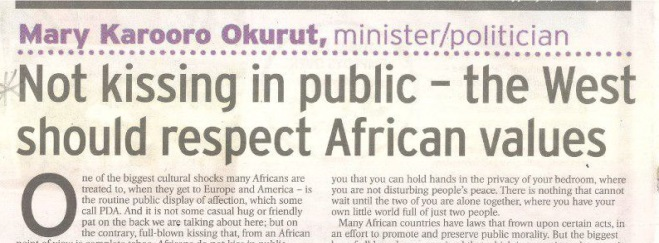 Mary Karooro Okurut, minister/politician
Not kissing in public – the West
should respect African values
One of the biggest cultural shocks many Africans are
treated to, when they get to Europe and America – is
the routine public display of affection, which some
call PDA. And it is not some casual hug or friendly
pat on the back we are talking about here; but on
the contrary, full-blown kissing that, from an African
you that you can hold hands in the privacy of your bedroom, where
you are not disturbing people's peace. There is nothing that cannot
wait until the two of you are alone together, where you have your
own little world full of just two people.
Many African countries have laws that frown upon certain acts, in
an effort to promote and preserve public morality. But the biggest